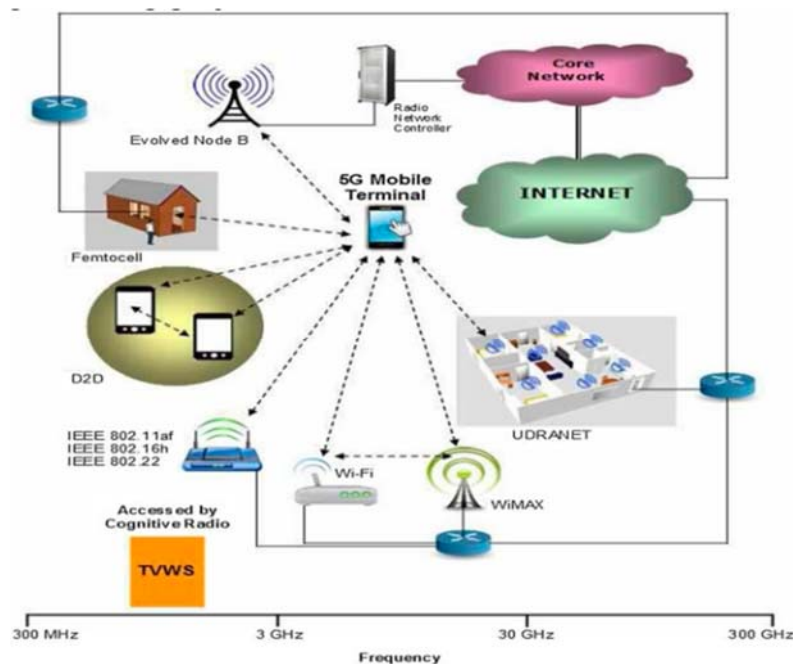 Core
Network
Radio
Network
Controller
Evolved Node B
INTERNET
5G Mobile
Terminal
Femtocell
D2D
UDRANET
IEEE 802.11af
IEEE 802.16h
IEEE 802.22
Wi-Fi
WiMAX
Accessed by
Cognitive Radio
TVWS
300 MHz
3 GHz
30 GHz
300 GHz
Frequency